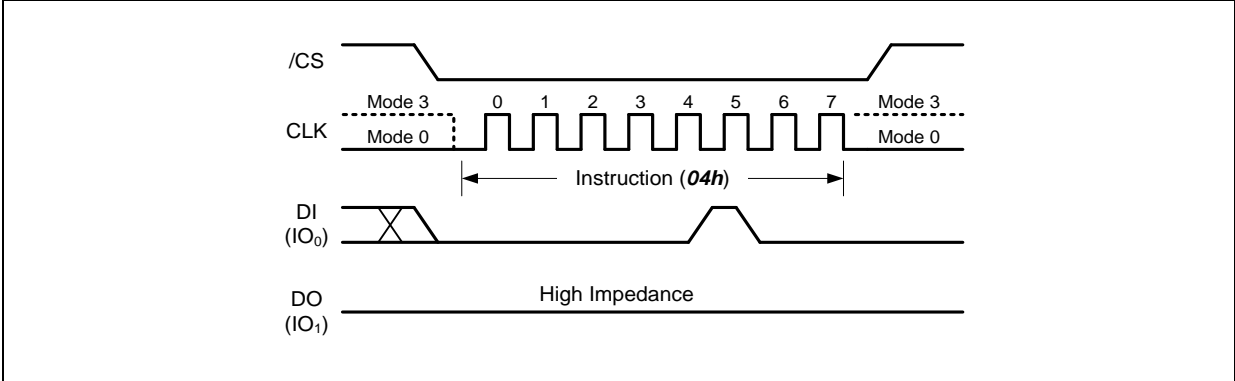 /CS
Mode 3 0 1 2 3 4 5 6 7 Mode 3
CLK
Mode 0 Mode 0
Instruction (04h)
DI
(IO₀)
High Impedance
DO
(IO₁)